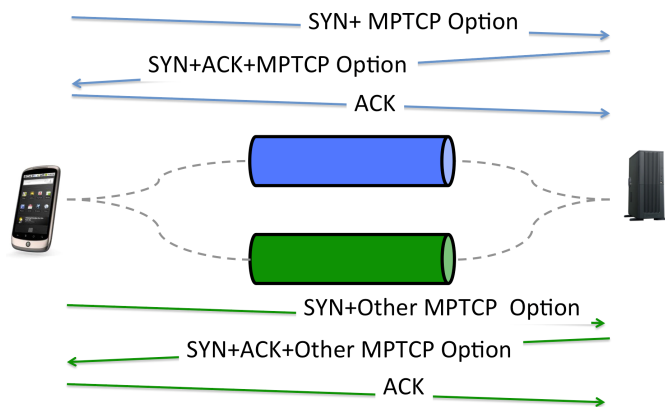 SYN+ MPTCP Option
SYN+ACK+MPTCP Option
ACK
SYN+Other MPTCP Option
SYN+ACK+Other MPTCP Option
ACK